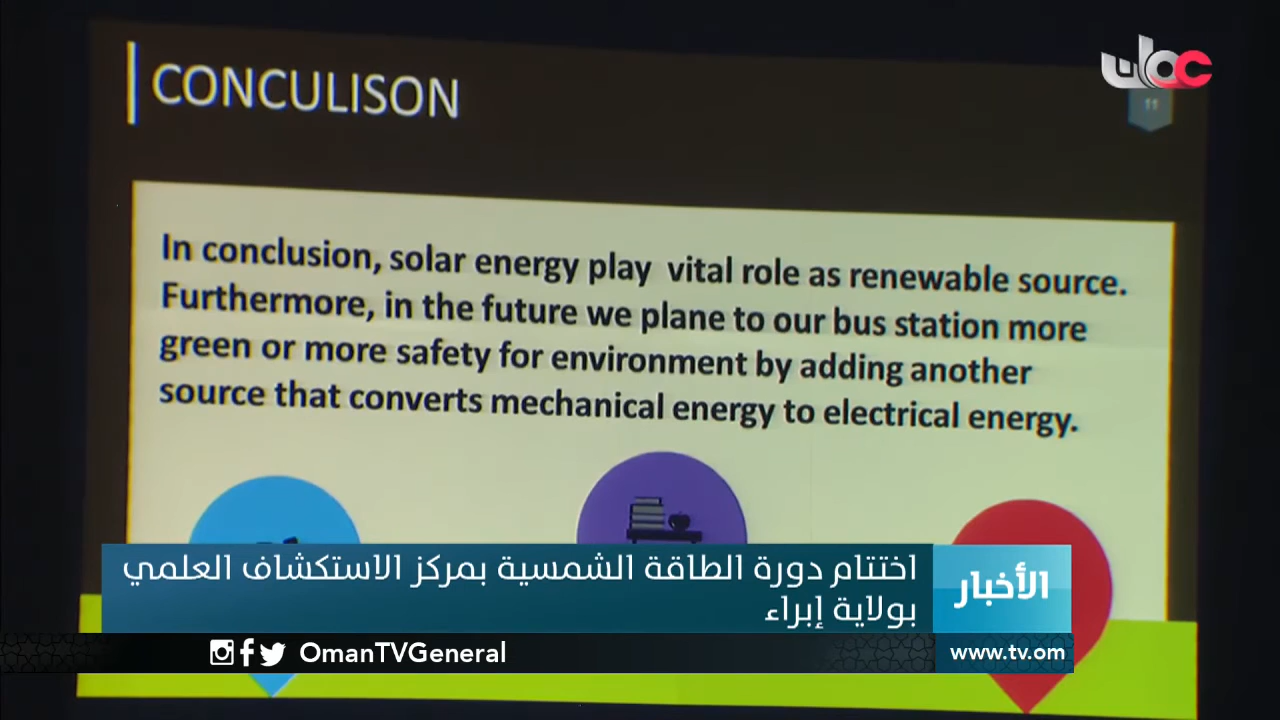 CONCULISON
عمان
11
In conclusion, solar energy play vital role as renewable source.
Furthermore, in the future we plane to our bus station more
green or more safety for environment by adding another
source that converts mechanical energy to electrical energy.
الأخبار
اختتام دورة الطاقة الشمسية بمركز الاستكشاف العلمي
بولاية إبراء
OmanTVGeneral
www.tv.om